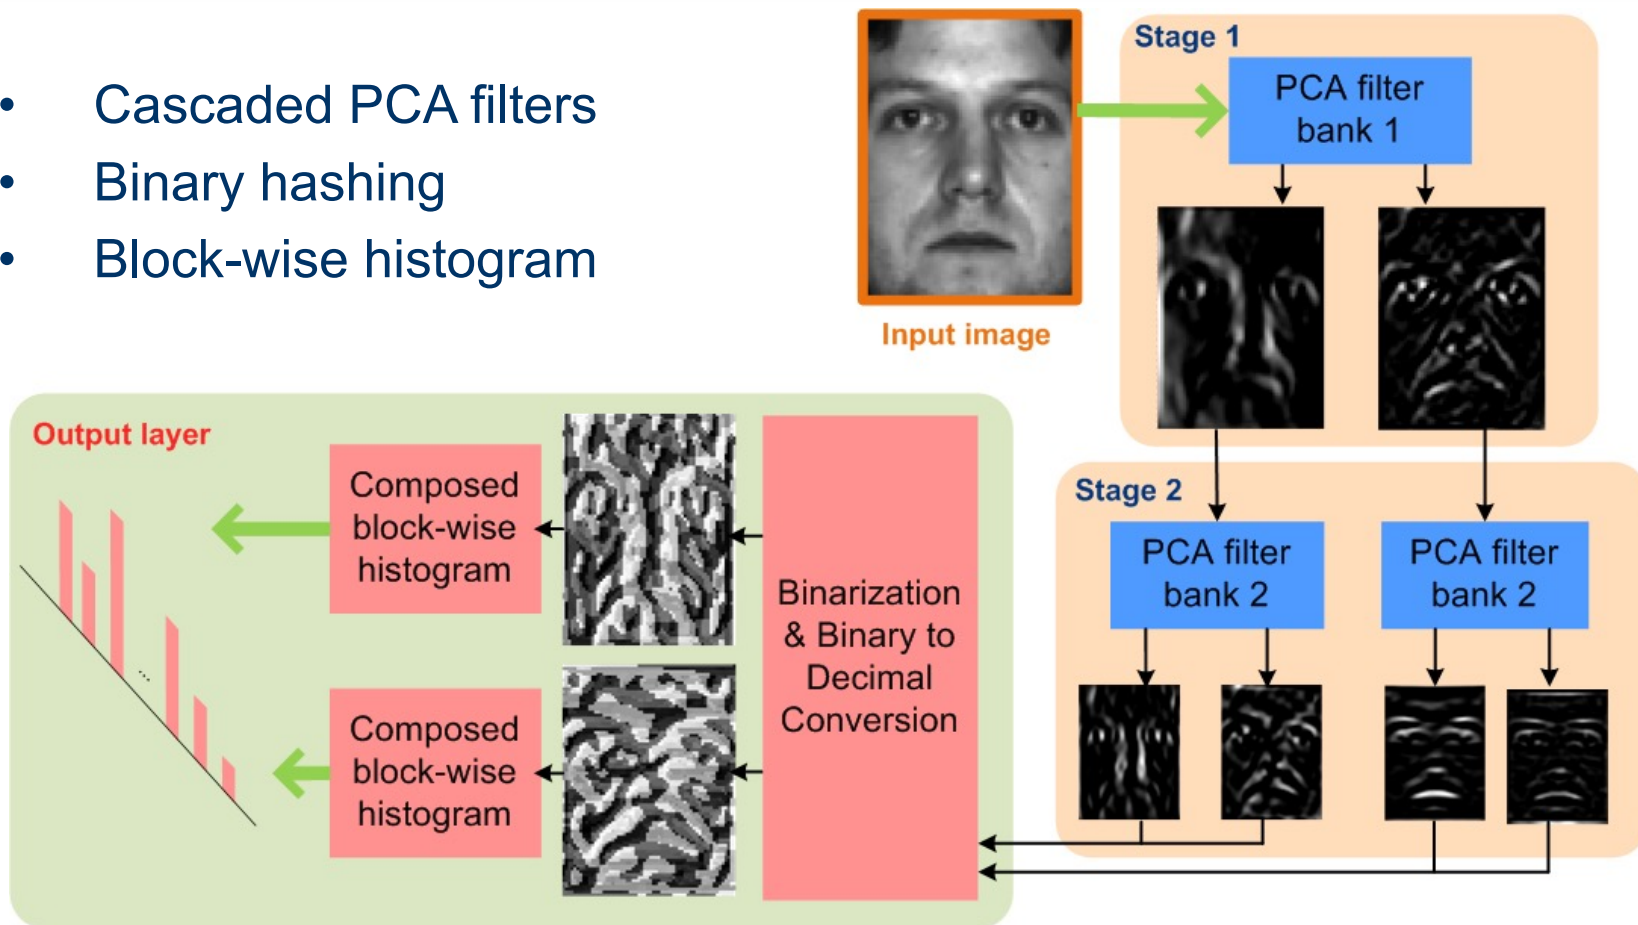 • Cascaded PCA filters
• Binary hashing
• Block-wise histogram
Input image
Stage 1
PCA filter
bank 1
Stage 2
PCA filter
bank 2
PCA filter
bank 2
Binarization
& Binary to
Decimal
Conversion
Output layer
Composed
block-wise
histogram
Composed
block-wise
histogram
...